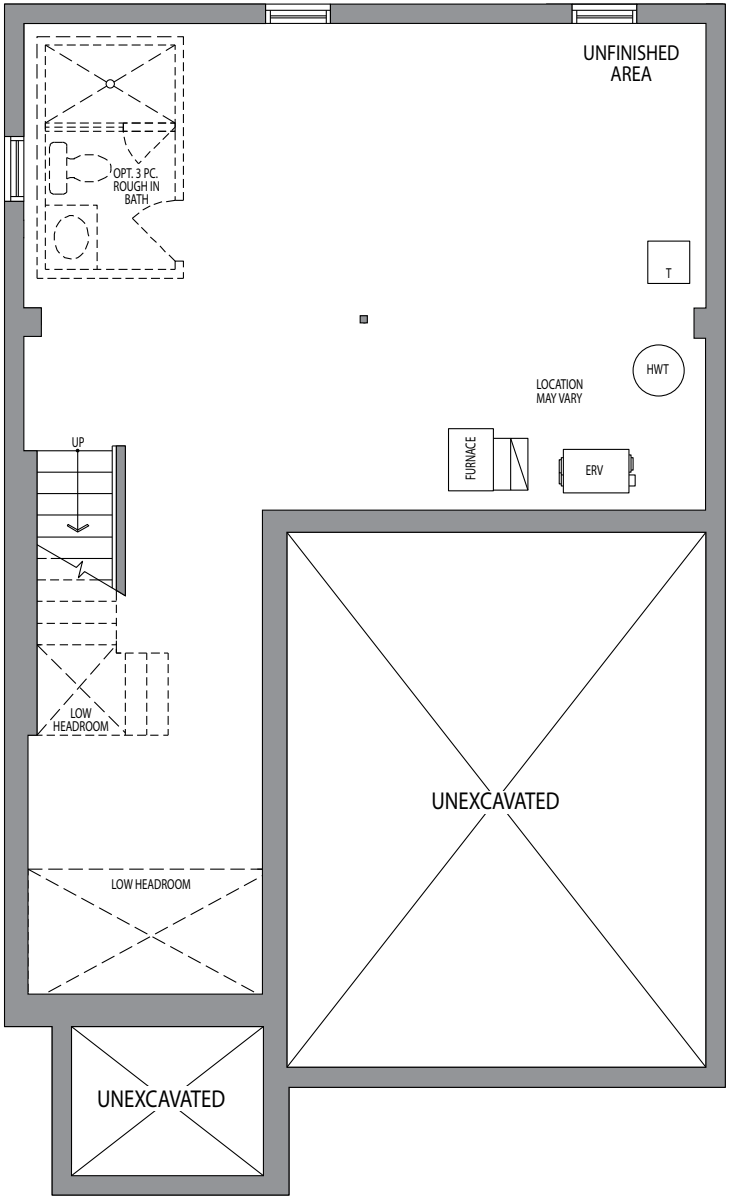 UNFINISHED
AREA
OPT. 3 PC.
ROUGH IN
BATH
T
HWT
LOCATION
MAY VARY
UP
FURNACE
ERV
LOW
HEADROOM
UNEXCAVATED
LOW HEADROOM
UNEXCAVATED